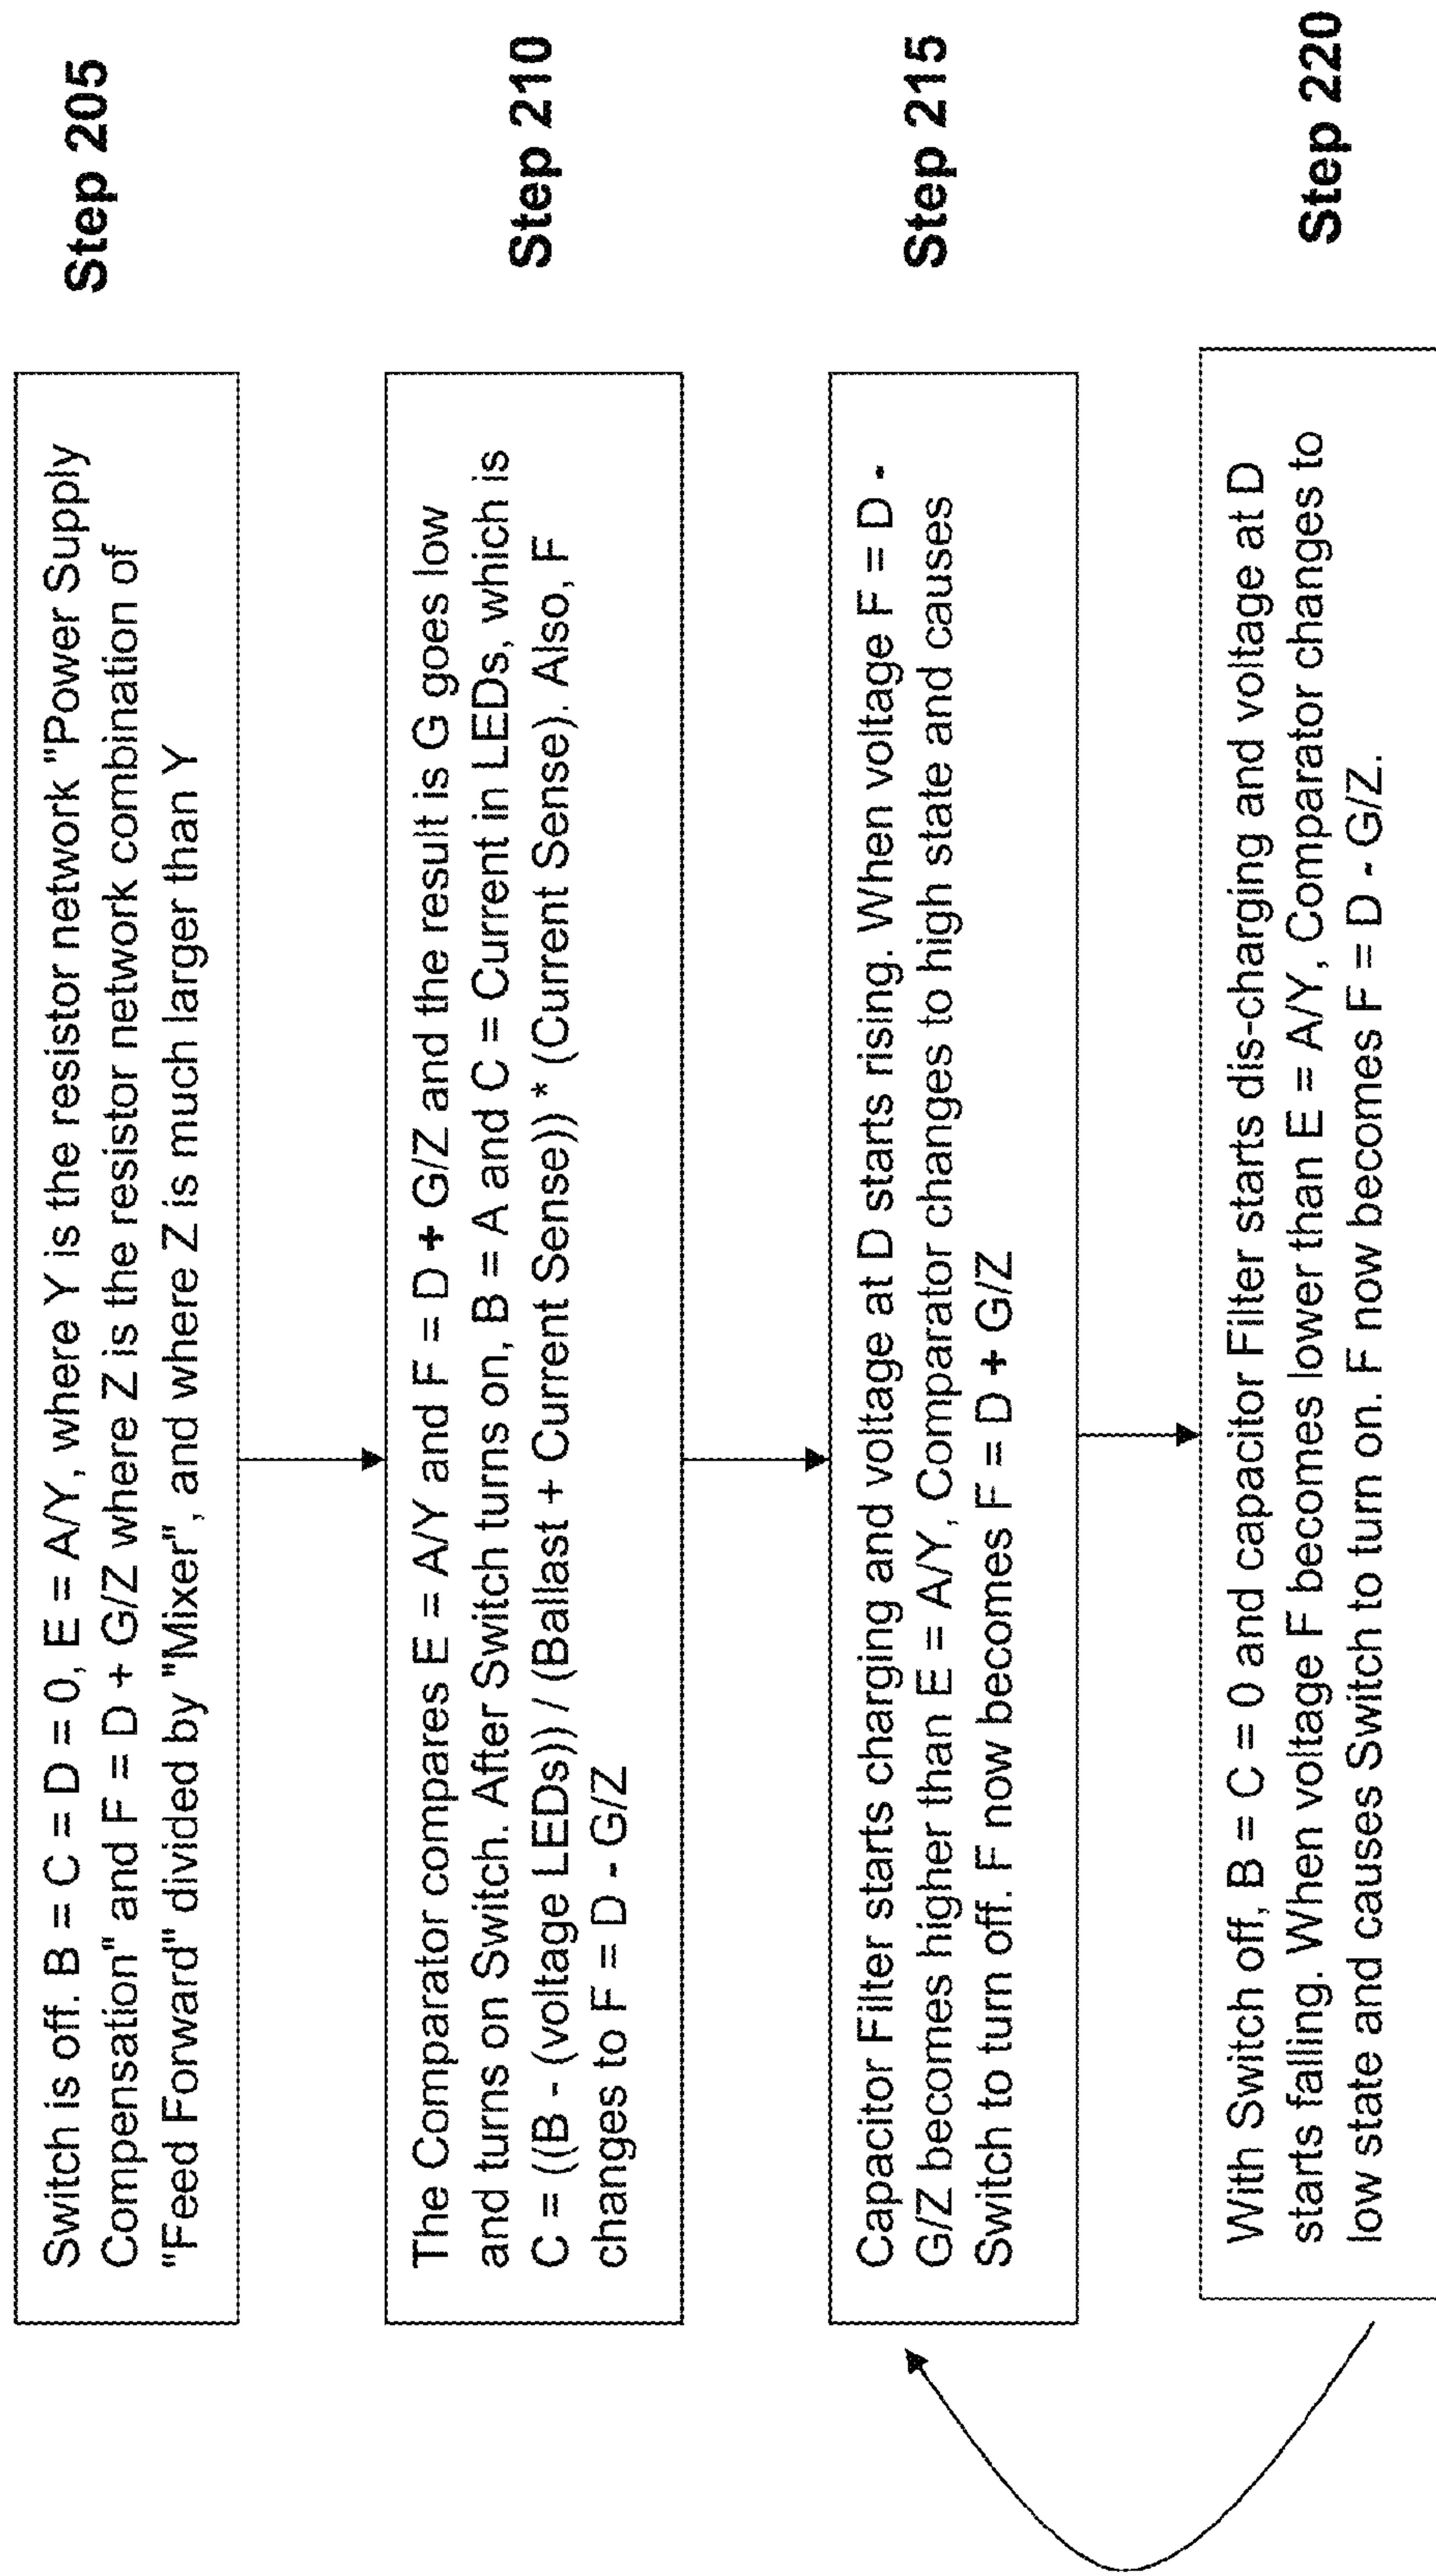 Switch is off. B = C = D = 0, E = A/Y, where Y is the resistor network "Power Supply
Compensation" and F = D + G/Z where Z is the resistor network combination of
"Feed Forward" divided by "Mixer", and where Z is much larger than Y
Step 205
The Comparator compares E = A/Y and F = D + G/Z and the result is G goes low
and turns on Switch. After Switch turns on, B = A and C = Current in LEDs, which is
C = ((B - (voltage LEDs)) / (Ballast + Current Sense)) * (Current Sense). Also, F
changes to F = D - G/Z
Step 210
Capacitor Filter starts charging and voltage at D starts rising. When voltage F = D -
G/Z becomes higher than E = A/Y, Comparator changes to high state and causes
Switch to turn off. F now becomes F = D + G/Z
Step 215
With Switch off, B = C = 0 and capacitor Filter starts dis-charging and voltage at D
starts falling. When voltage F becomes lower than E = A/Y, Comparator changes to
low state and causes Switch to turn on. F now becomes F = D - G/Z.
Step 220